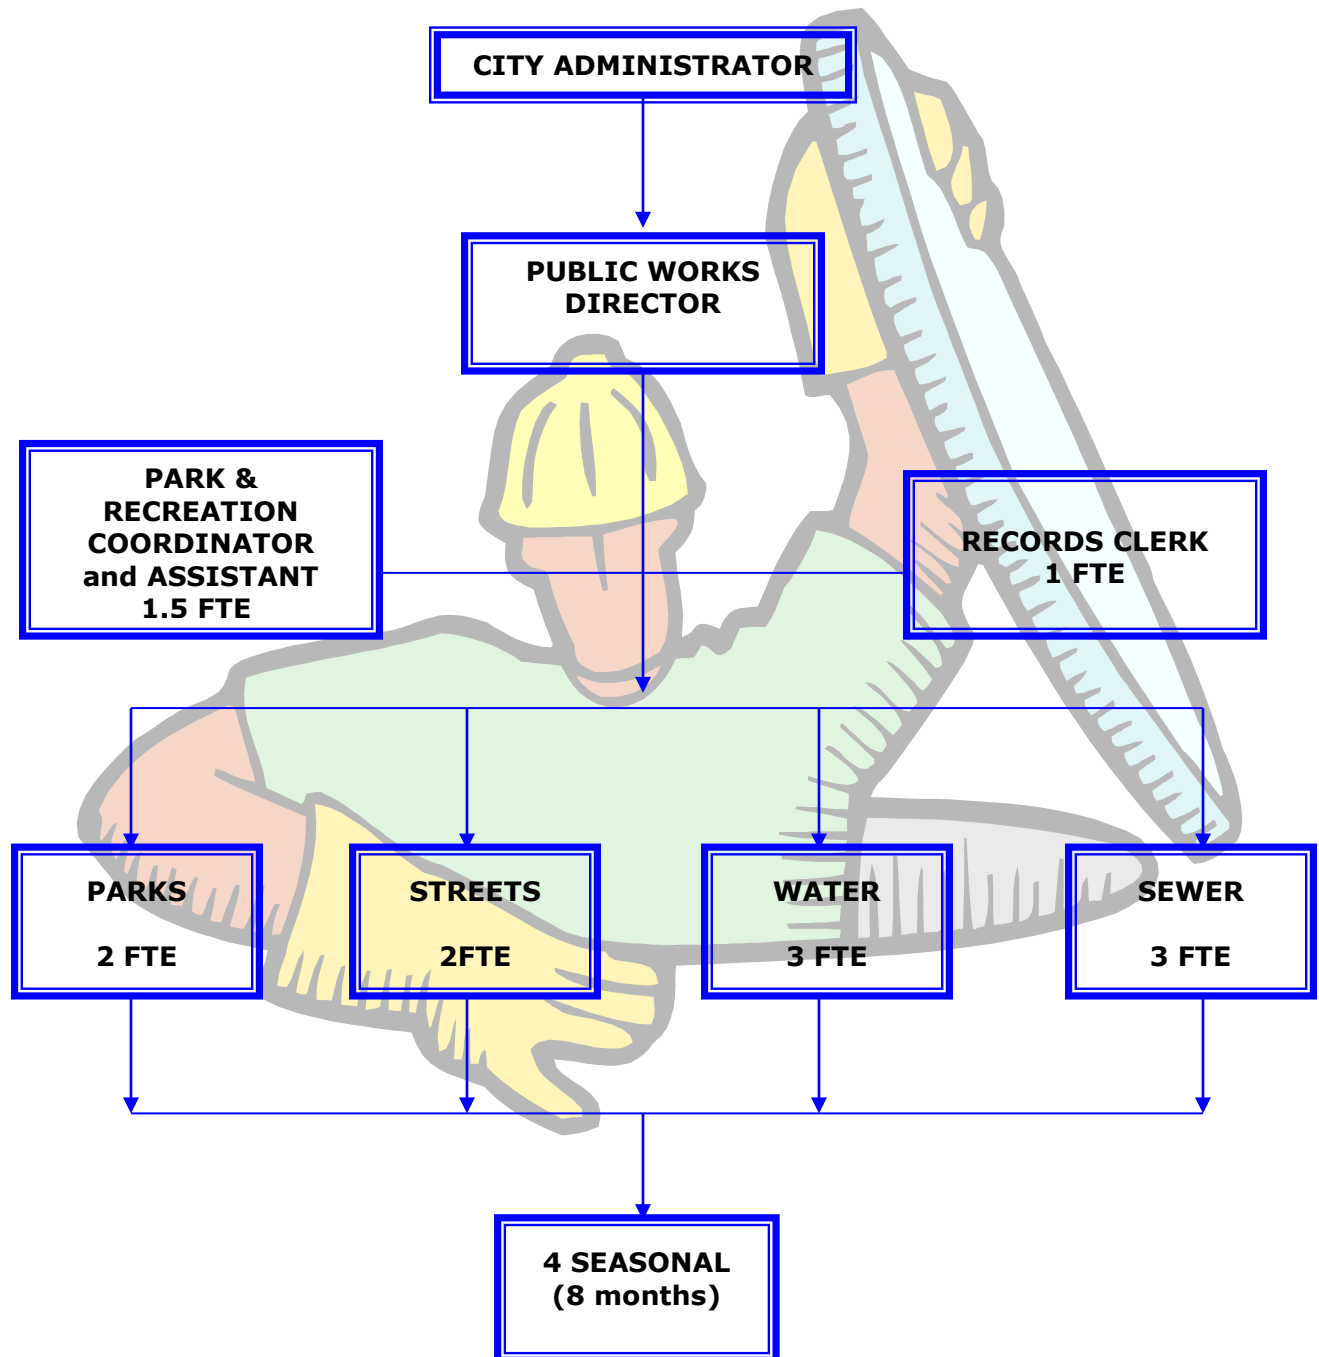 CITY ADMINISTRATOR
PUBLIC WORKS
DIRECTOR
PARK &
RECREATION
COORDINATOR
and ASSISTANT
1.5 FTE
RECORDS CLERK
1 FTE
PARKS
2 FTE
STREETS
2FTE
WATER
3 FTE
SEWER
3 FTE
4 SEASONAL
(8 months)